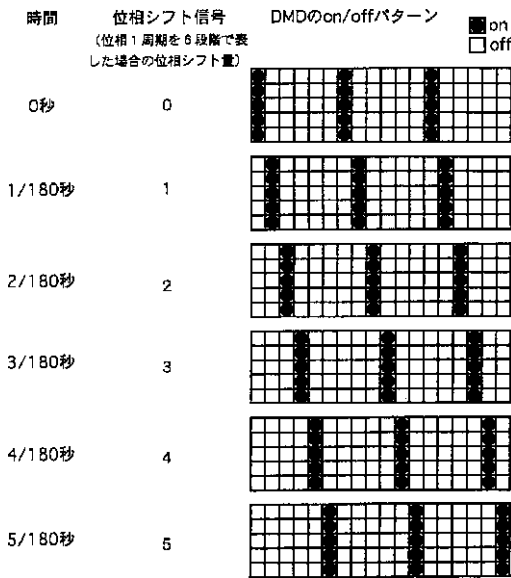 時間
位相シフト信号
(位相1周期を6段階で表
した場合の位相シフト量)
DMDのon/offパターン
on
off
0秒
0
1/180秒
1
2/180秒
2
3/180秒
3
4/180秒
4
5/180秒
5